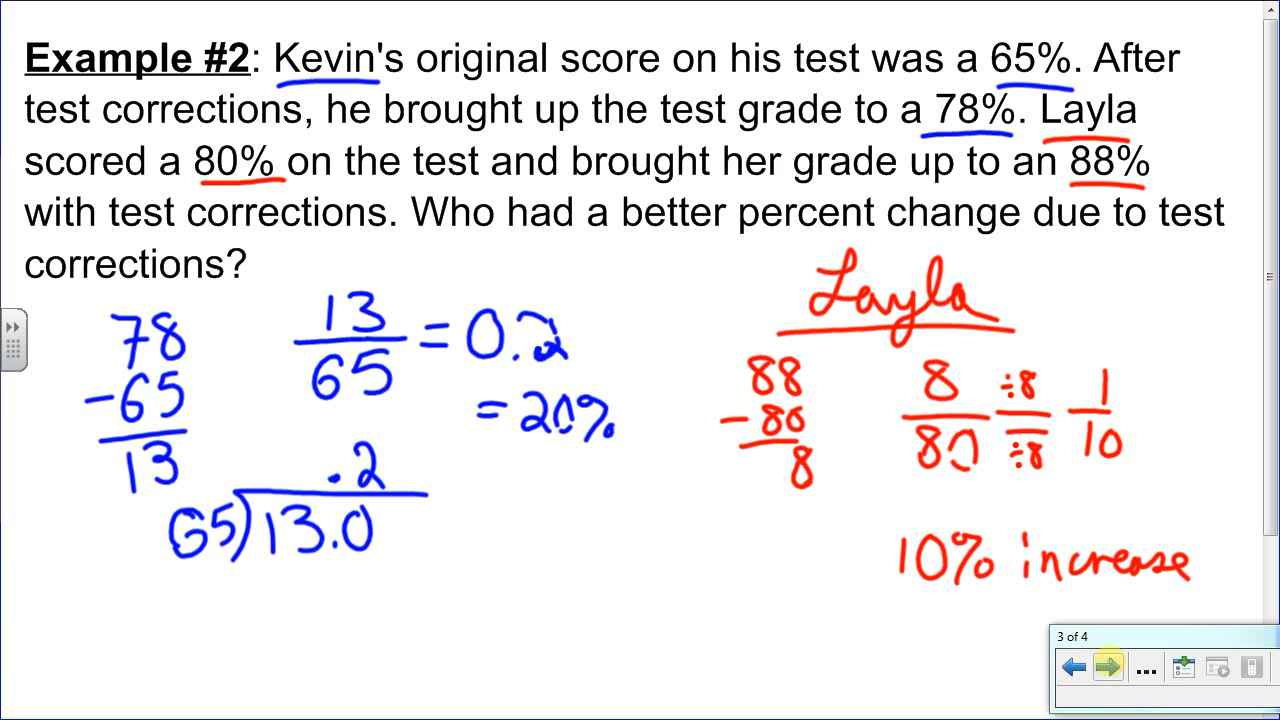 Example #2: Kevin's original score on his test was a 65%. After
test corrections, he brought up the test grade to a 78%. Layla
scored a 80% on the test and brought her grade up to an 88%
with test corrections. Who had a better percent change due to test
corrections?
78
-65
13
13/65 = 0.2
= 20%
.2
65)13.0
Layla
88
-80
8
8/80 ÷8/÷8 1/10
10% increase
3 of 4